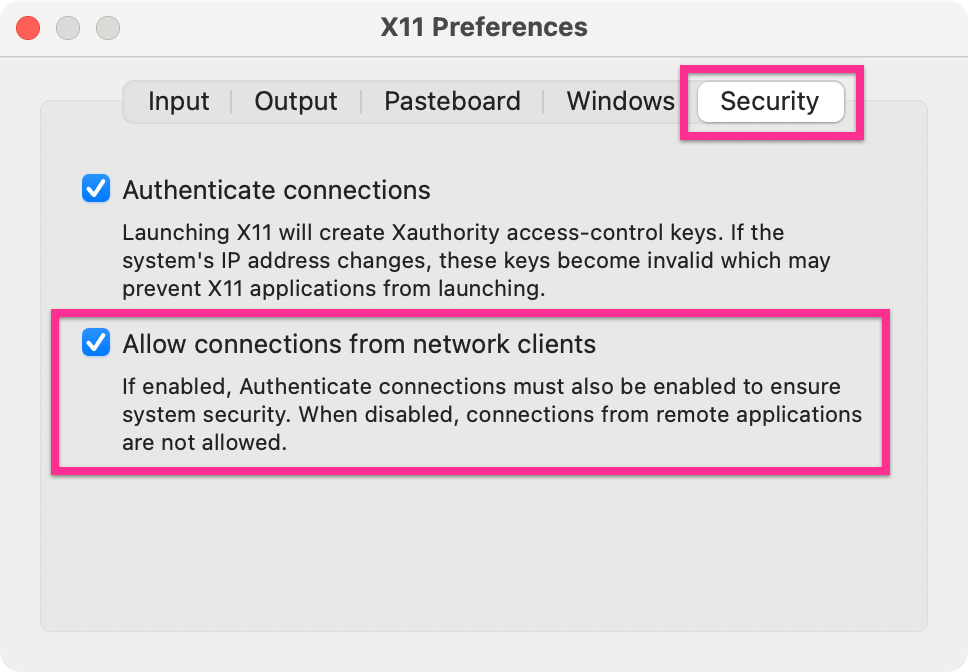 X11 Preferences
Input
Output
Pasteboard
Windows
Security
Authenticate connections
Launching X11 will create Xauthority access-control keys. If the
system's IP address changes, these keys become invalid which may
prevent X11 applications from launching.
Allow connections from network clients
If enabled, Authenticate connections must also be enabled to ensure
system security. When disabled, connections from remote applications
are not allowed.